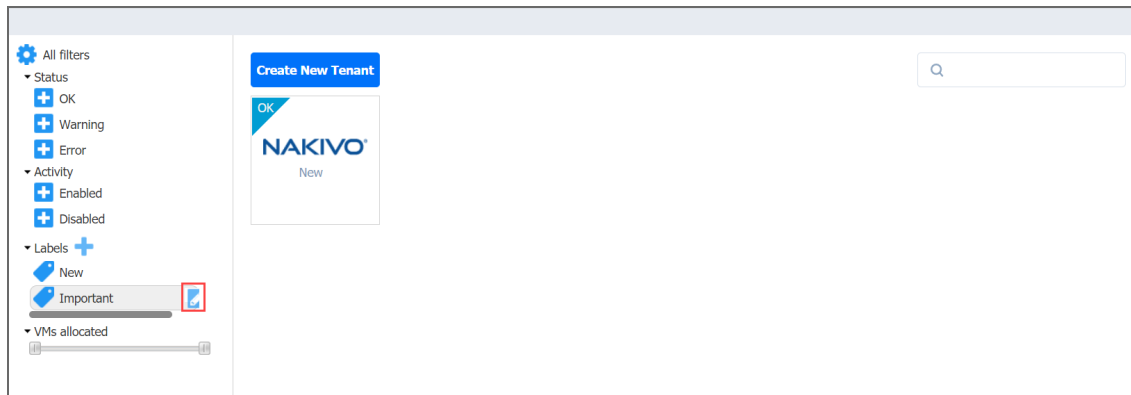 All filters
Status
OK
Warning
Error
Activity
Enabled
Disabled
Labels
New
Important
VMs allocated
Create New Tenant
OK
NAKIVO®
New